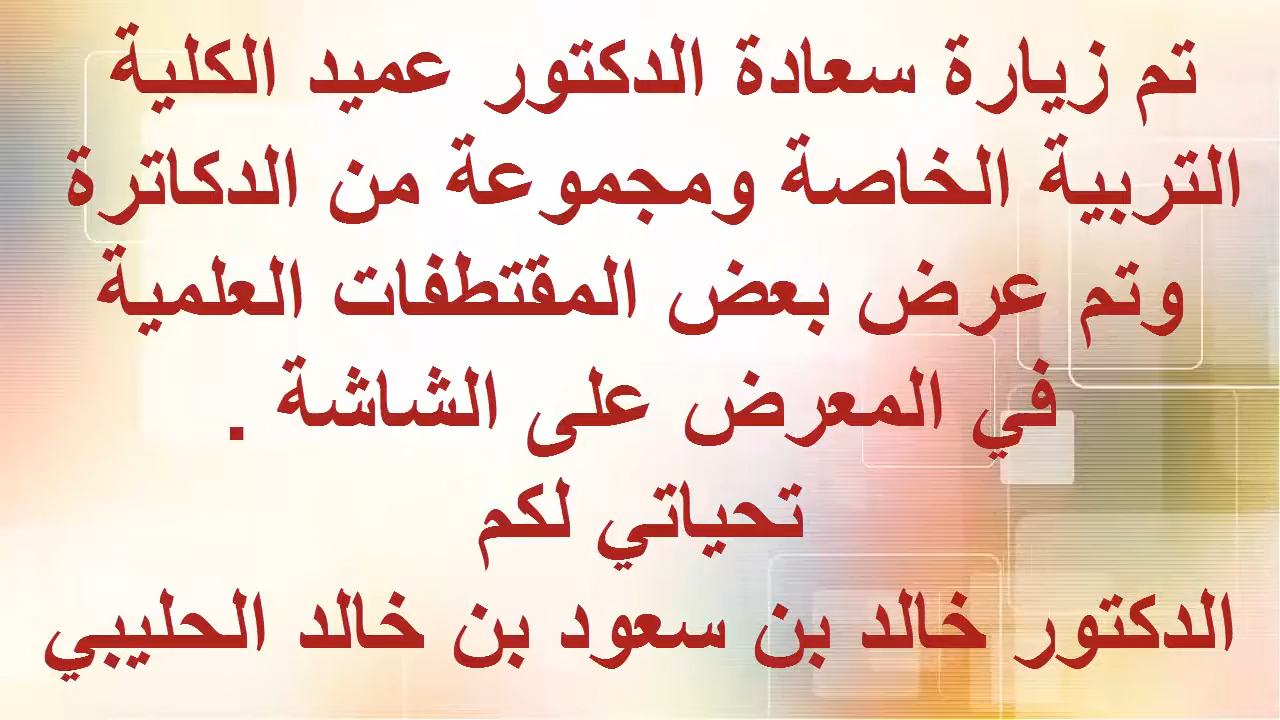 تم زيارة سعادة الدكتور عميد الكلية
التربية الخاصة ومجموعة من الدكاترة
وتم عرض بعض المقتطفات العلمية
في المعرض على الشاشة .
تحياتي لكم
الدكتور خالد بن سعود بن خالد الحليبي